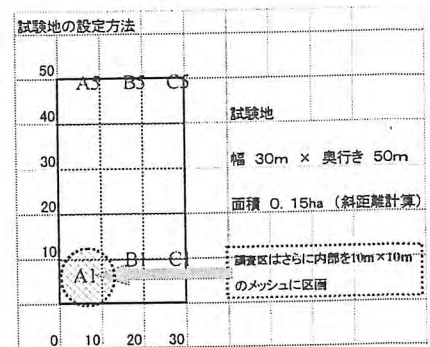 試験地の設定方法
50
A5 B5 C5
40
試験地
30
幅 30m × 奥行き 50m
20
面積 0.15ha (斜距離計算)
10
A1 B1 C1
調査区はさらに内部を10m×10m
のメッシュに区画
0 10 20 30